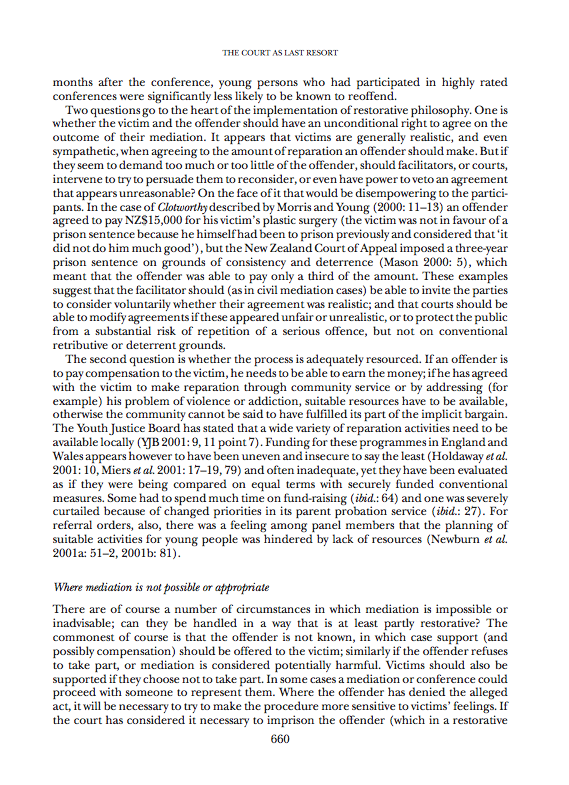 THE COURT AS LAST RESORT
months after the conference, young persons who had participated in highly rated
conferences were significantly less likely to be known to reoffend.
Two questions go to the heart of the implementation of restorative philosophy. One is
whether the victim and the offender should have an unconditional right to agree on the
outcome of their mediation. It appears that victims are generally realistic, and even
sympathetic, when agreeing to the amount of reparation an offender should make. But if
they seem to demand too much or too little of the offender, should facilitators, or courts,
intervene to try to persuade them to reconsider, or even have power to veto an agreement
that appears unreasonable? On the face of it that would be disempowering to the partici-
pants. In the case of Clotworthy described by Morris and Young (2000: 11–13) an offender
agreed to pay NZ$15,000 for his victim's plastic surgery (the victim was not in favour of a
prison sentence because he himself had been to prison previously and considered that 'it
did not do him much good'), but the New Zealand Court of Appeal imposed a three-year
prison sentence on grounds of consistency and deterrence (Mason 2000: 5), which
meant that the offender was able to pay only a third of the amount. These examples
suggest that the facilitator should (as in civil mediation cases) be able to invite the parties
to consider voluntarily whether their agreement was realistic; and that courts should be
able to modify agreements if these appeared unfair or unrealistic, or to protect the public
from a substantial risk of repetition of a serious offence, but not on conventional
retributive or deterrent grounds.
The second question is whether the process is adequately resourced. If an offender is
to pay compensation to the victim, he needs to be able to earn the money; if he has agreed
with the victim to make reparation through community service or by addressing (for
example) his problem of violence or addiction, suitable resources have to be available,
otherwise the community cannot be said to have fulfilled its part of the implicit bargain.
The Youth Justice Board has stated that a wide variety of reparation activities need to be
available locally (YJB 2001: 9, 11 point 7). Funding for these programmes in England and
Wales appears however to have been uneven and insecure to say the least (Holdaway et al.
2001: 10, Miers et al. 2001: 17–19, 79) and often inadequate, yet they have been evaluated
as if they were being compared on equal terms with securely funded conventional
measures. Some had to spend much time on fund-raising (ibid.: 64) and one was severely
curtailed because of changed priorities in its parent probation service (ibid.: 27). For
referral orders, also, there was a feeling among panel members that the planning of
suitable activities for young people was hindered by lack of resources (Newburn et al.
2001a: 51–2, 2001b: 81).
Where mediation is not possible or appropriate
There are of course a number of circumstances in which mediation is impossible or
inadvisable; can they be handled in a way that is at least partly restorative? The
commonest of course is that the offender is not known, in which case support (and
possibly compensation) should be offered to the victim; similarly if the offender refuses
to take part, or mediation is considered potentially harmful. Victims should also be
supported if they choose not to take part. In some cases a mediation or conference could
proceed with someone to represent them. Where the offender has denied the alleged
act, it will be necessary to try to make the procedure more sensitive to victims' feelings. If
the court has considered it necessary to imprison the offender (which in a restorative
660